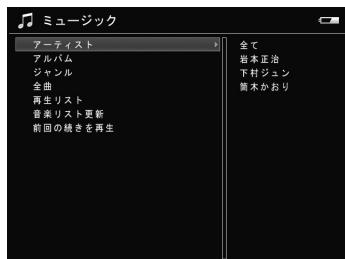 ミュージック
アーティスト
アルバム
ジャンル
全曲
再生リスト
音楽リスト更新
前回の続きを再生
全て
岩本正治
下村ジュン
筒木かおり